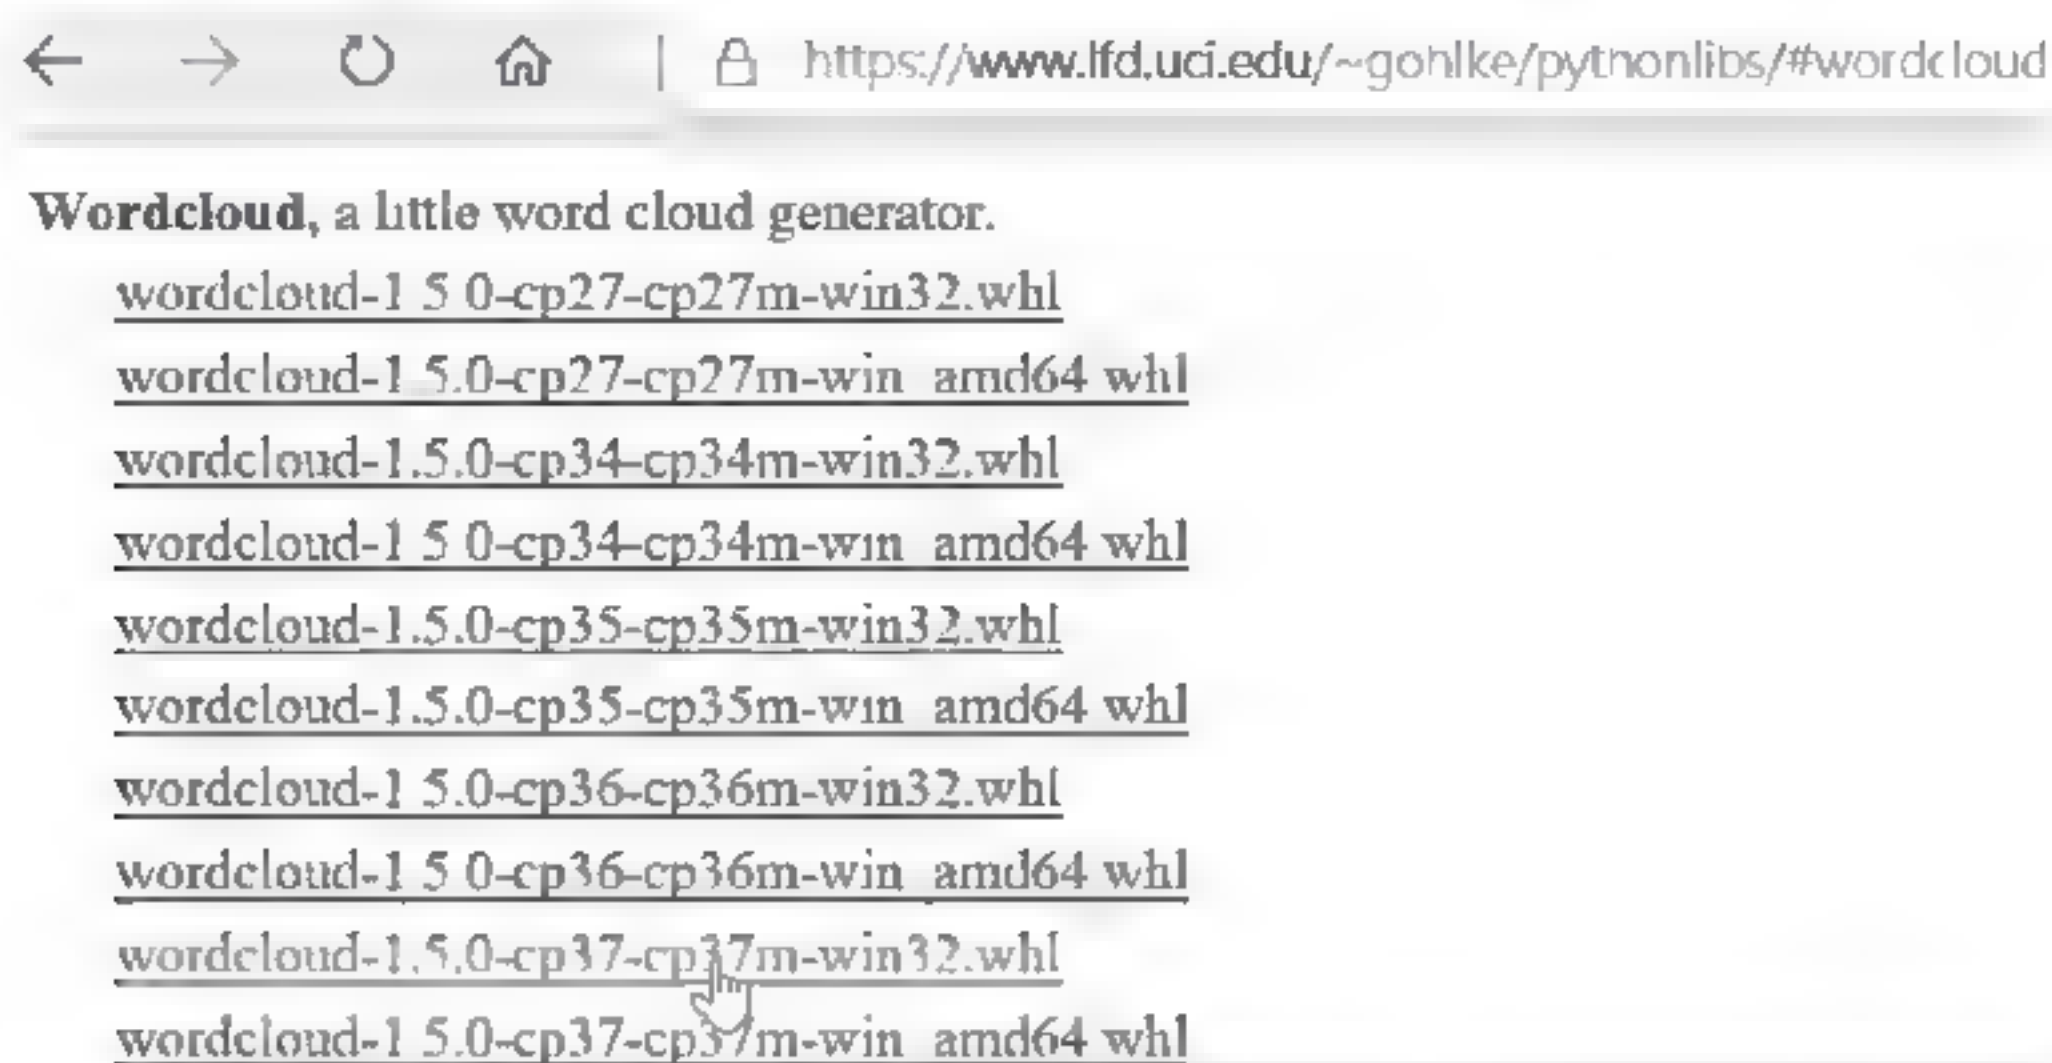 https://www.lfd.uci.edu/~gohlke/pythonlibs/#wordcloud
Wordcloud, a little word cloud generator.
wordcloud-1.5.0-cp27-cp27m-win32.whl
wordcloud-1.5.0-cp27-cp27m-win_amd64.whl
wordcloud-1.5.0-cp34-cp34m-win32.whl
wordcloud-1.5.0-cp34-cp34m-win_amd64.whl
wordcloud-1.5.0-cp35-cp35m-win32.whl
wordcloud-1.5.0-cp35-cp35m-win_amd64.whl
wordcloud-1.5.0-cp36-cp36m-win32.whl
wordcloud-1.5.0-cp36-cp36m-win_amd64.whl
wordcloud-1.5.0-cp37-cp37m-win32.whl
wordcloud-1.5.0-cp37-cp37m-win_amd64.whl